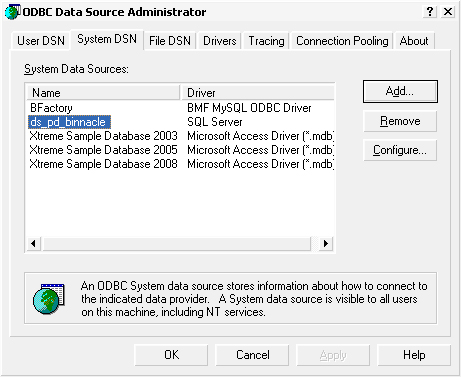 ODBC Data Source Administrator
User DSN System DSN File DSN Drivers Tracing Connection Pooling About
System Data Sources:
Name Driver
BFactory BMF MySQL ODBC Driver
ds_pd_binnacle SQL Server
Xtreme Sample Database 2003 Microsoft Access Driver (*.mdb)
Xtreme Sample Database 2005 Microsoft Access Driver (*.mdb)
Xtreme Sample Database 2008 Microsoft Access Driver (*.mdb)
Add...
Remove
Configure...
An ODBC System data source stores information about how to connect to
the indicated data provider. A System data source is visible to all users
on this machine, including NT services.
OK Cancel Apply Help